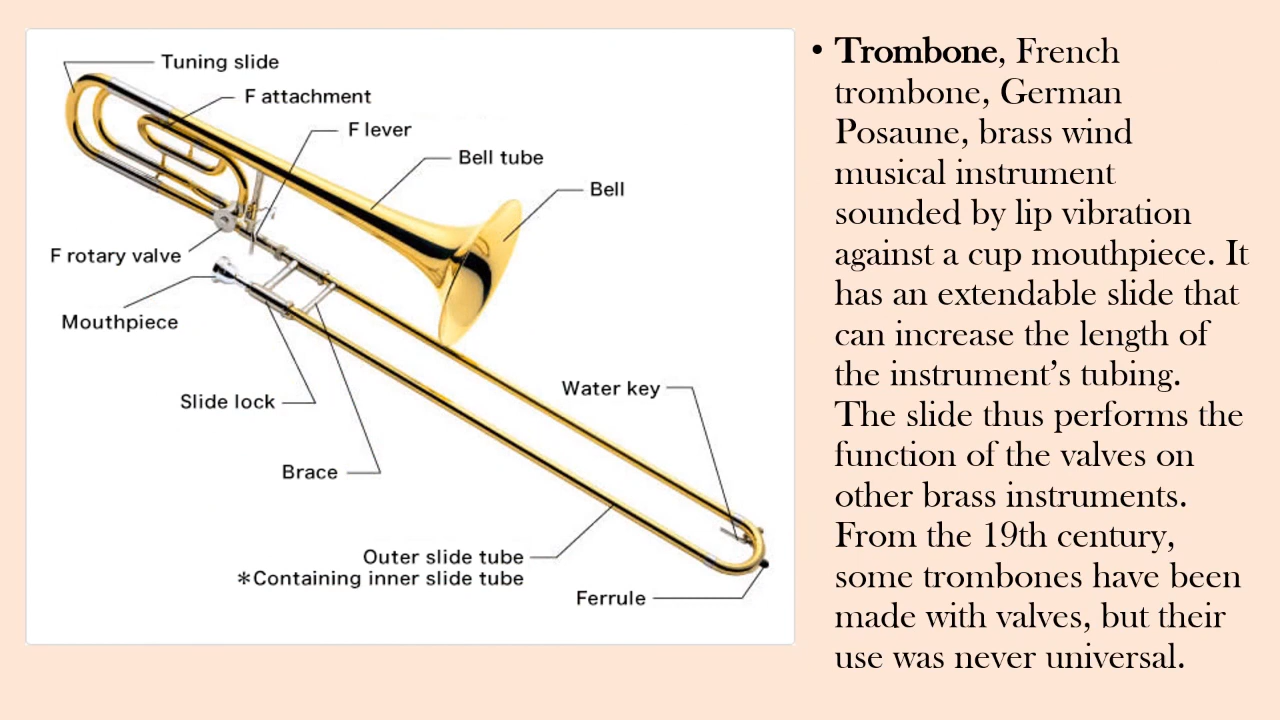 Tuning slide
F attachment
F lever
Bell tube
Bell
F rotary valve
Mouthpiece
Slide lock
Water key
Brace
Outer slide tube
*Containing inner slide tube
Ferrule
• Trombone, French
trombone, German
Posaune, brass wind
musical instrument
sounded by lip vibration
against a cup mouthpiece. It
has an extendable slide that
can increase the length of
the instrument’s tubing.
The slide thus performs the
function of the valves on
other brass instruments.
From the 19th century,
some trombones have been
made with valves, but their
use was never universal.